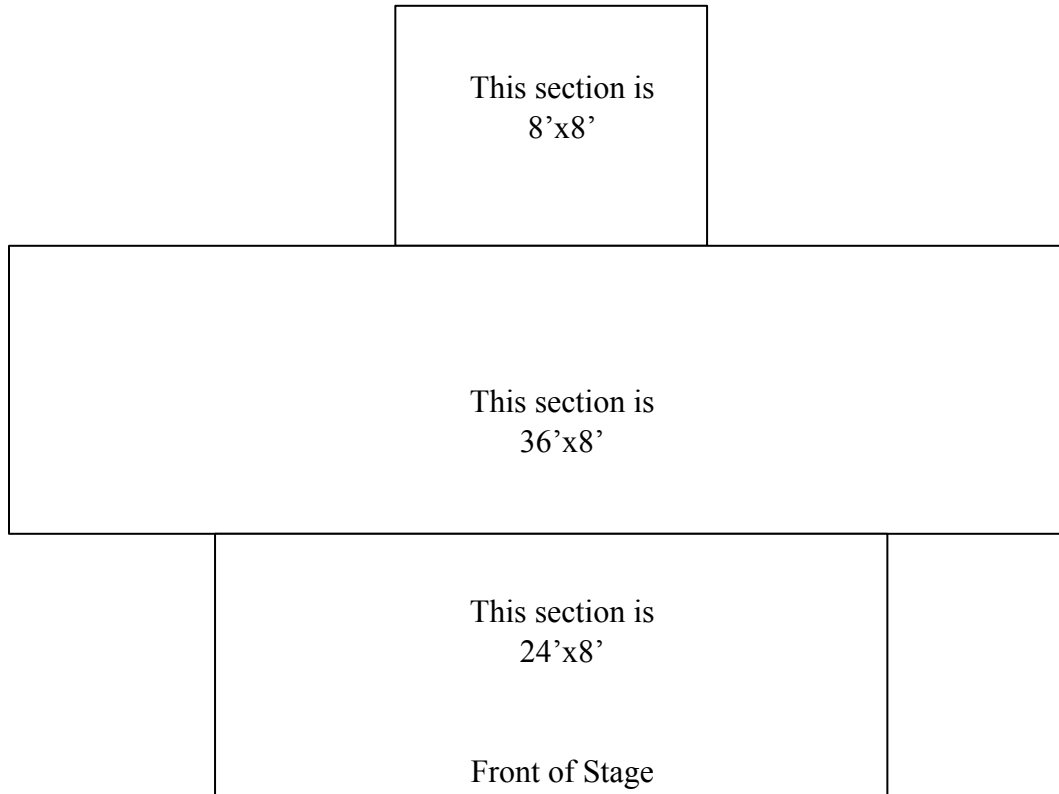 This section is
8’x8’
This section is
36’x8’
This section is
24’x8’
Front of Stage